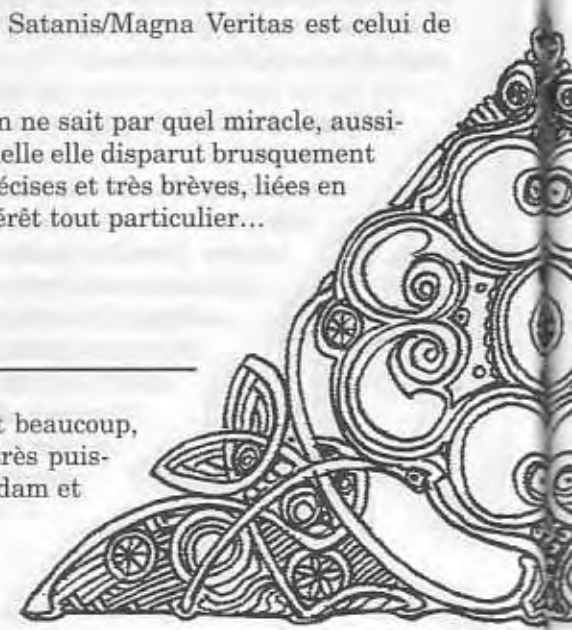 Satanis/Magna Veritas est celui de
n ne sait par quel miracle, aussi-
elle elle disparut brusquement
écises et très brèves, liées en
érêt tout particulier...
t beaucoup,
rès puis-
dam et